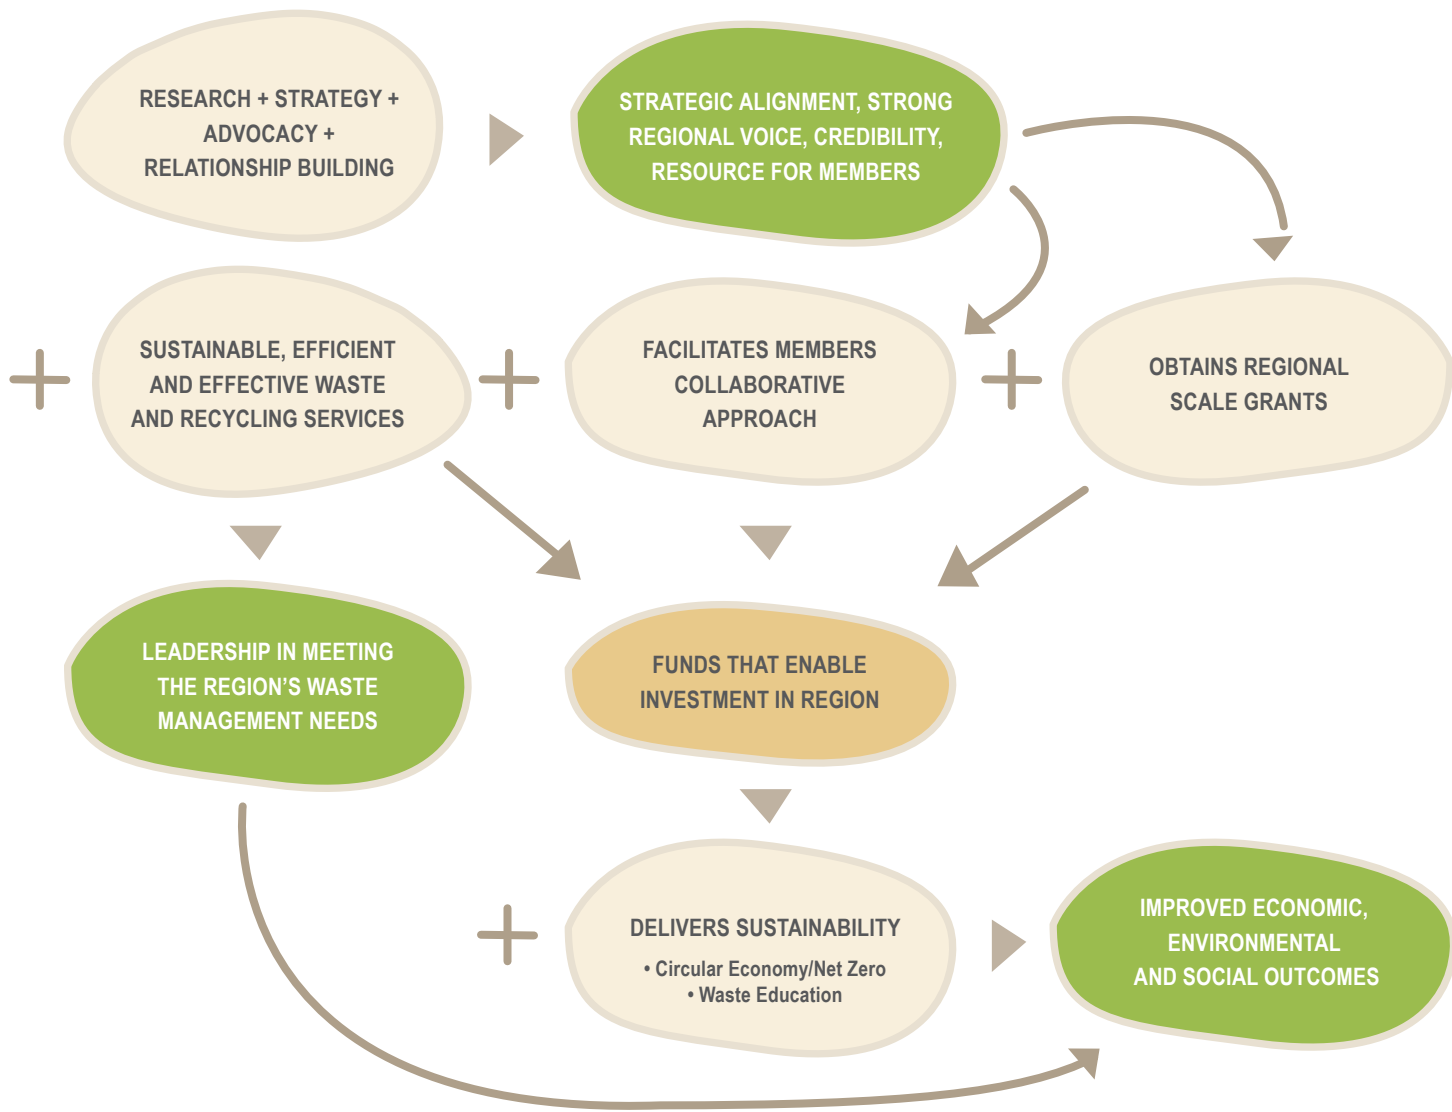 RESEARCH + STRATEGY +
ADVOCACY +
RELATIONSHIP BUILDING
STRATEGIC ALIGNMENT, STRONG
REGIONAL VOICE, CREDIBILITY,
RESOURCE FOR MEMBERS
SUSTAINABLE, EFFICIENT
AND EFFECTIVE WASTE
AND RECYCLING SERVICES
FACILITATES MEMBERS
COLLABORATIVE
APPROACH
OBTAINS REGIONAL
SCALE GRANTS
LEADERSHIP IN MEETING
THE REGION’S WASTE
MANAGEMENT NEEDS
FUNDS THAT ENABLE
INVESTMENT IN REGION
DELIVERS SUSTAINABILITY
• Circular Economy/Net Zero
• Waste Education
IMPROVED ECONOMIC,
ENVIRONMENTAL
AND SOCIAL OUTCOMES